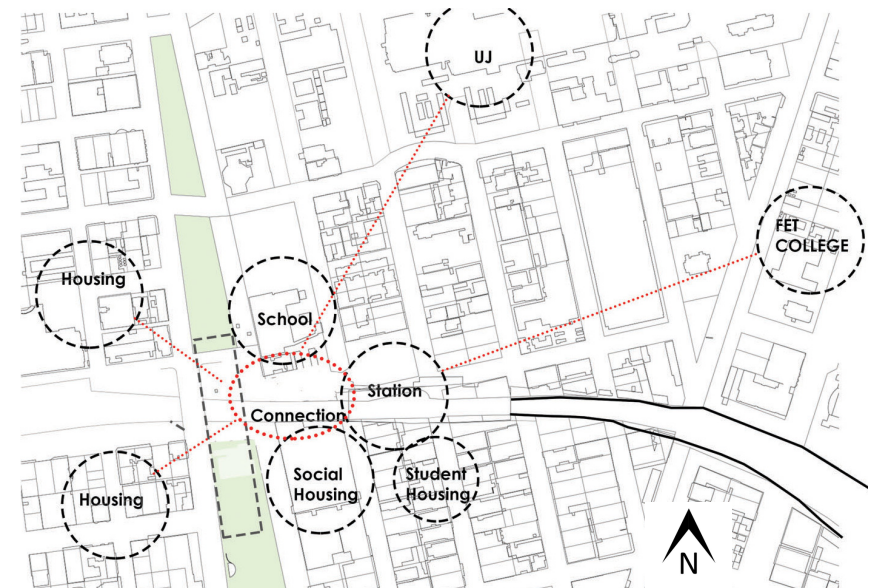 UJ
FET
COLLEGE
Housing
School
Station
Connection
Social
Housing
Student
Housing
Housing
N